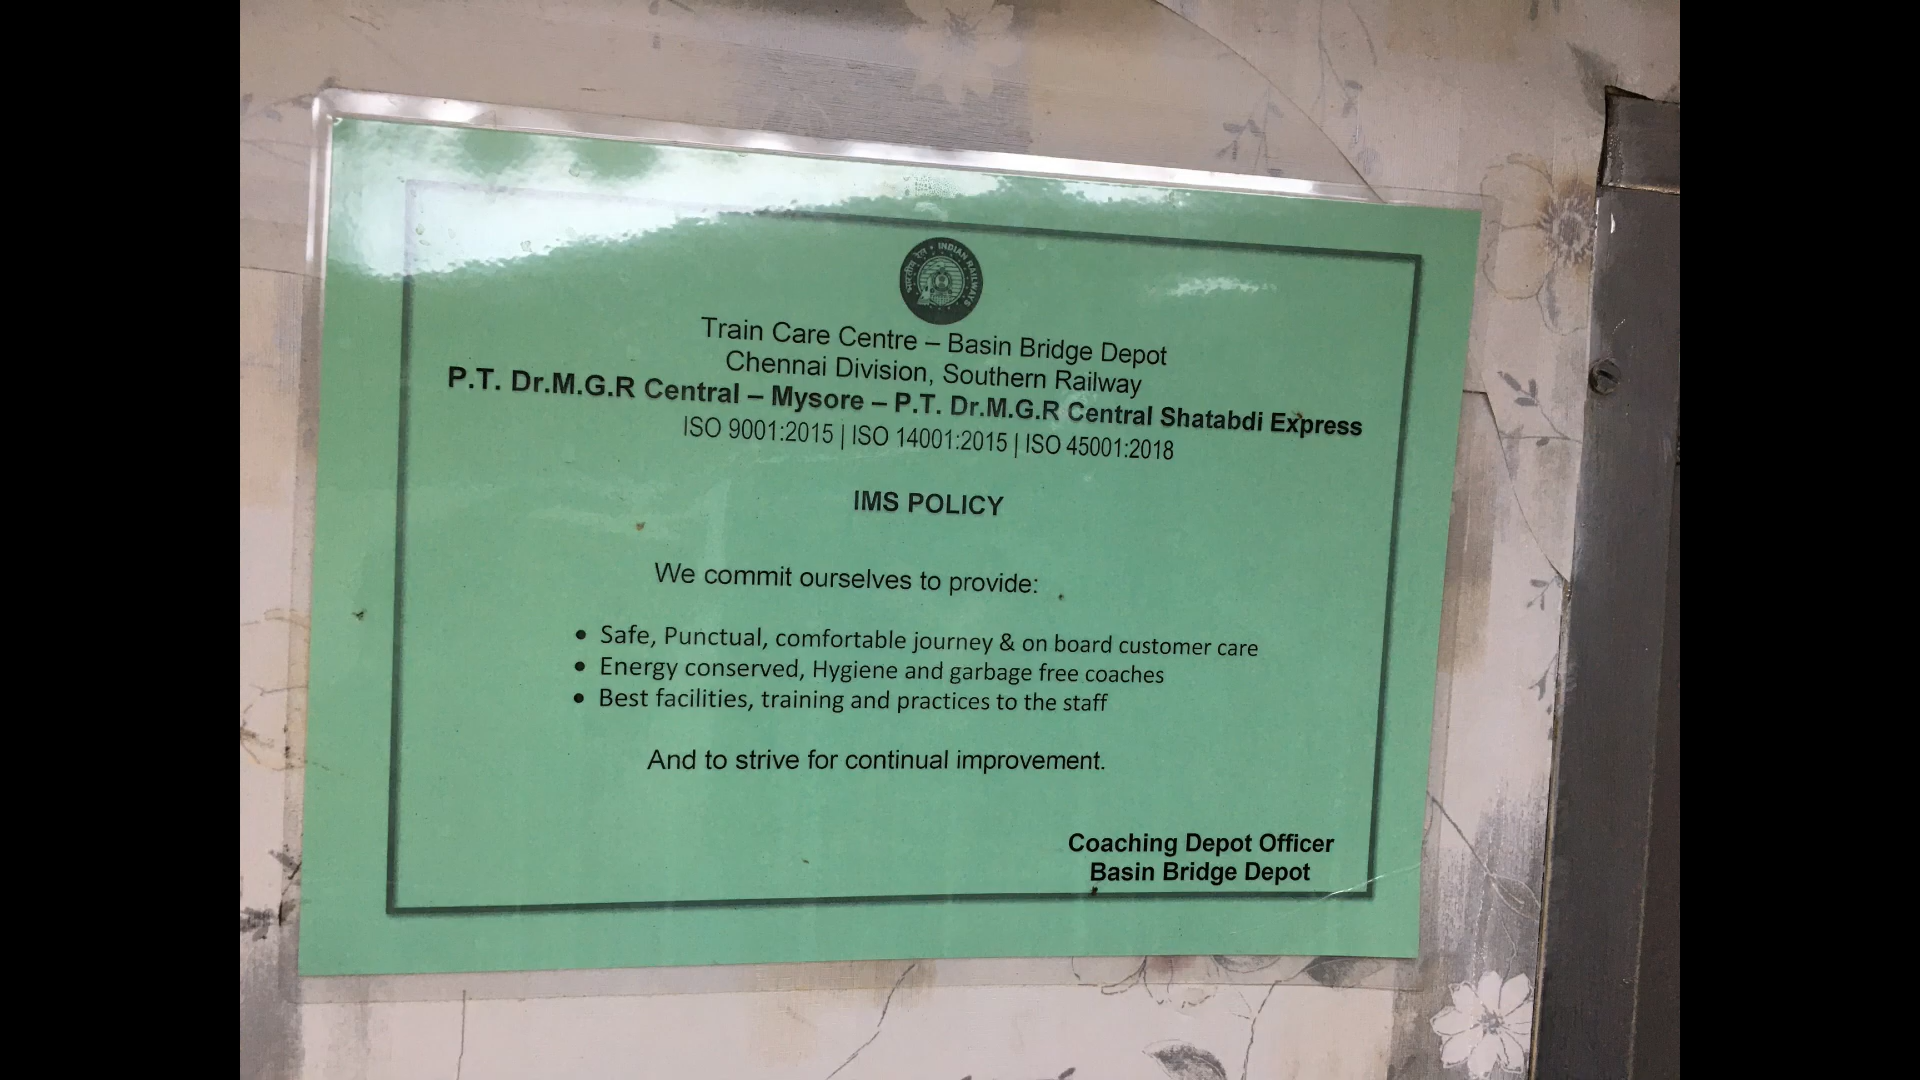 भारतीय रेल • INDIAN RAILWAYS
Train Care Centre – Basin Bridge Depot
Chennai Division, Southern Railway
P.T. Dr.M.G.R Central – Mysore – P.T. Dr.M.G.R Central Shatabdi Express
ISO 9001:2015 | ISO 14001:2015 | ISO 45001:2018
IMS POLICY
We commit ourselves to provide:
• Safe, Punctual, comfortable journey & on board customer care
• Energy conserved, Hygiene and garbage free coaches
• Best facilities, training and practices to the staff
And to strive for continual improvement.
Coaching Depot Officer
Basin Bridge Depot